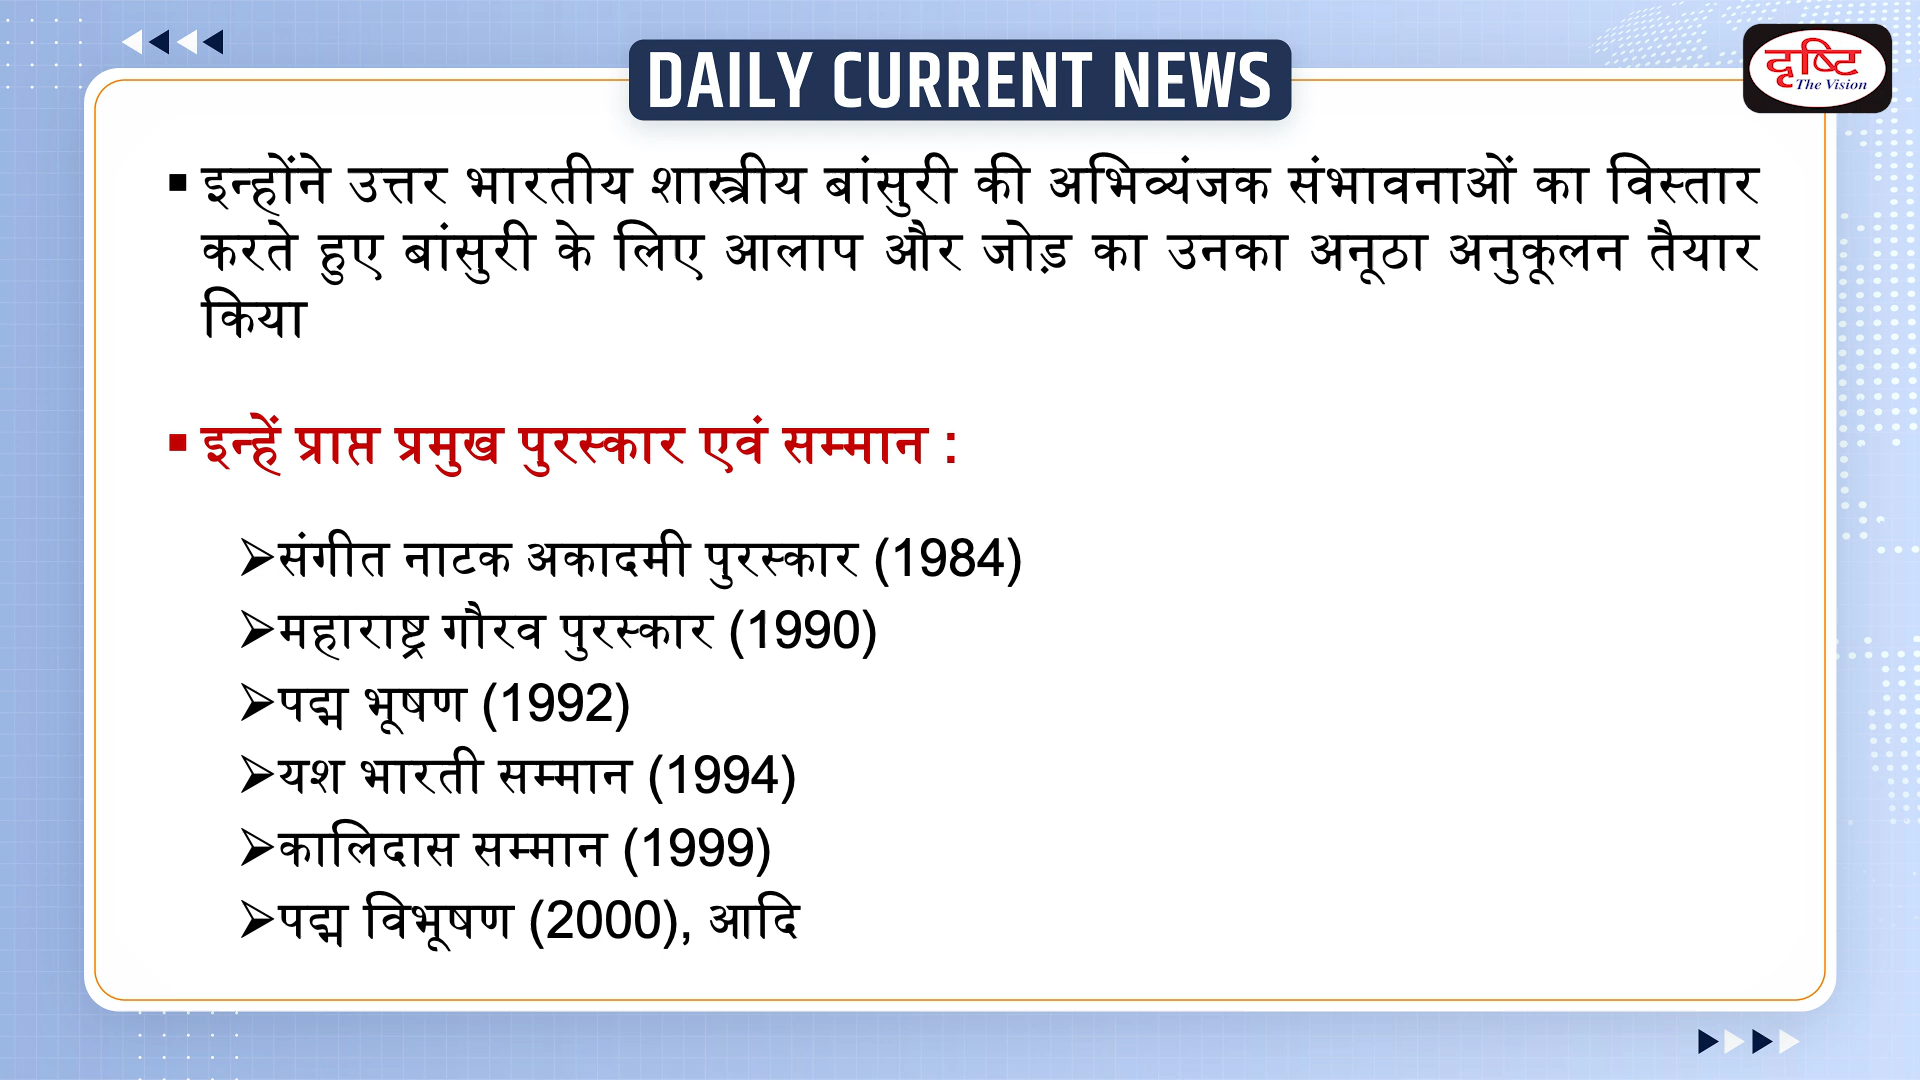 DAILY CURRENT NEWS
दृष्टि
The Vision
▪ इन्होंने उत्तर भारतीय शास्त्रीय बांसुरी की अभिव्यंजक संभावनाओं का विस्तार
करते हुए बांसुरी के लिए आलाप और जोड़ का उनका अनूठा अनुकूलन तैयार
किया
▪ इन्हें प्राप्त प्रमुख पुरस्कार एवं सम्मान :
➢संगीत नाटक अकादमी पुरस्कार (1984)
➢महाराष्ट्र गौरव पुरस्कार (1990)
➢पद्म भूषण (1992)
➢यश भारती सम्मान (1994)
➢कालिदास सम्मान (1999)
➢पद्म विभूषण (2000), आदि